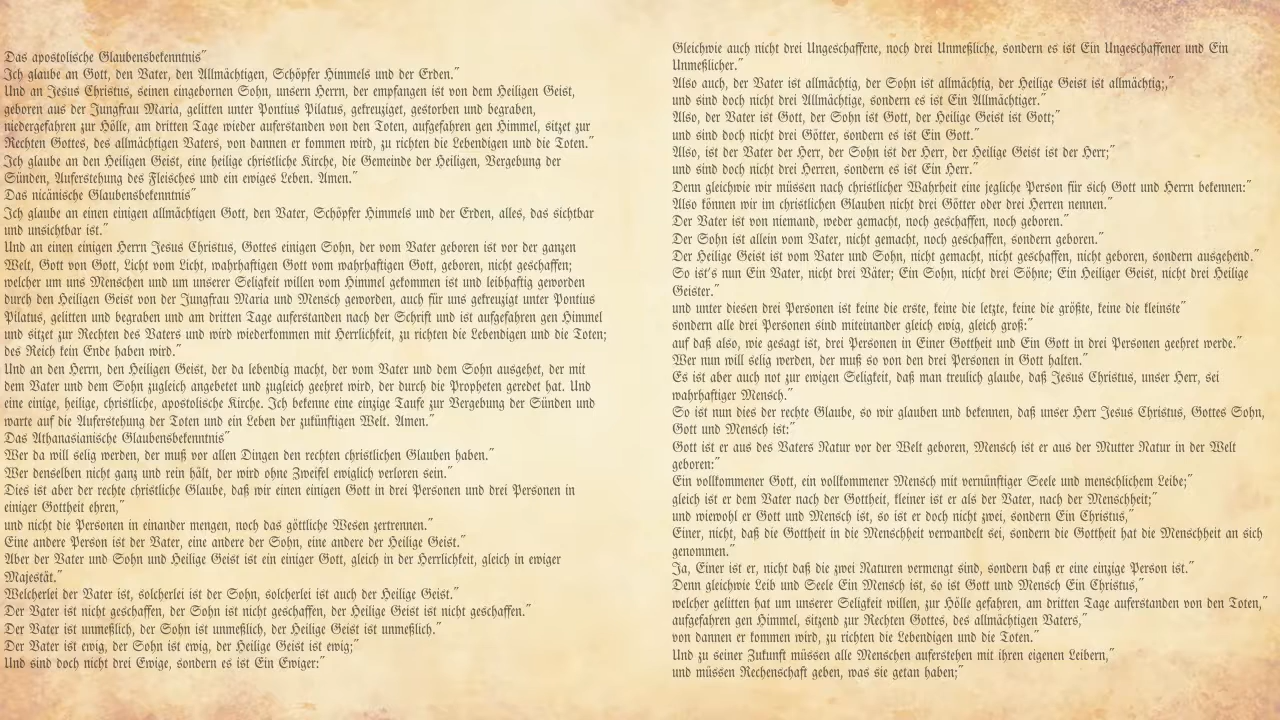 Das apostolische Glaubensbekenntnis"
Ich glaube an Gott, den Vater, den Allmächtigen, Schöpfer Himmels und der Erden."
Und an Jesus Christus, seinen eingebornen Sohn, unsern Herrn, der empfangen ist von dem Heiligen Geist,
geboren aus der Jungfrau Maria, gelitten unter Pontius Pilatus, gekreuziget, gestorben und begraben,
niedergefahren zur Hölle, am dritten Tage wieder auferstanden von den Toten, aufgefahren gen Himmel, sitzet zur
Rechten Gottes, des allmächtigen Vaters, von dannen er kommen wird, zu richten die Lebendigen und die Toten."
Ich glaube an den Heiligen Geist, eine heilige christliche Kirche, die Gemeinde der Heiligen, Vergebung der
Sünden, Auferstehung des Fleisches und ein ewiges Leben. Amen."
Das nicänische Glaubensbekenntnis"
Ich glaube an einen einigen allmächtigen Gott, den Vater, Schöpfer Himmels und der Erden, alles, das sichtbar
und unsichtbar ist."
Und an einen einigen Herrn Jesus Christus, Gottes einigen Sohn, der vom Vater geboren ist vor der ganzen
Welt, Gott von Gott, Licht vom Licht, wahrhaftigen Gott vom wahrhaftigen Gott, geboren, nicht geschaffen;
welcher um uns Menschen und um unserer Seligkeit willen vom Himmel gekommen ist und leibhaftig geworden
durch den Heiligen Geist von der Jungfrau Maria und Mensch geworden, auch für uns gekreuzigt unter Pontius
Pilatus, gelitten und begraben und am dritten Tage auferstanden nach der Schrift und ist aufgefahren gen Himmel
und sitzet zur Rechten des Vaters und wird wiederkommen mit Herrlichkeit, zu richten die Lebendigen und die Toten;
des Reich kein Ende haben wird."
Und an den Herrn, den Heiligen Geist, der da lebendig macht, der vom Vater und dem Sohn ausgehet, der mit
dem Vater und dem Sohn zugleich angebetet und zugleich geehret wird, der durch die Propheten geredet hat. Und
eine einige, heilige, christliche, apostolische Kirche. Ich bekenne eine einzige Taufe zur Vergebung der Sünden und
warte auf die Auferstehung der Toten und ein Leben der zukünftigen Welt. Amen."
Das Athanasianische Glaubensbekenntnis"
Wer da will selig werden, der muß vor allen Dingen den rechten christlichen Glauben haben."
Wer denselben nicht ganz und rein hält, der wird ohne Zweifel ewiglich verloren sein."
Dies ist aber der rechte christliche Glaube, daß wir einen einigen Gott in drei Personen und drei Personen in
einiger Gottheit ehren,"
und nicht die Personen in einander mengen, noch das göttliche Wesen zertrennen."
Eine andere Person ist der Vater, eine andere der Sohn, eine andere der Heilige Geist."
Aber der Vater und Sohn und Heilige Geist ist ein einiger Gott, gleich in der Herrlichkeit, gleich in ewiger
Majestät."
Welcherlei der Vater ist, solcherlei ist der Sohn, solcherlei ist auch der Heilige Geist."
Der Vater ist nicht geschaffen, der Sohn ist nicht geschaffen, der Heilige Geist ist nicht geschaffen."
Der Vater ist unmeßlich, der Sohn ist unmeßlich, der Heilige Geist ist unmeßlich."
Der Vater ist ewig, der Sohn ist ewig, der Heilige Geist ist ewig;"
Und sind doch nicht drei Ewige, sondern es ist Ein Ewiger:"
Gleichwie auch nicht drei Ungeschaffene, noch drei Unmeßliche, sondern es ist Ein Ungeschaffener und Ein
Unmeßlicher."
Also auch, der Vater ist allmächtig, der Sohn ist allmächtig, der Heilige Geist ist allmächtig;,"
und sind doch nicht drei Allmächtige, sondern es ist Ein Allmächtiger."
Also, der Vater ist Gott, der Sohn ist Gott, der Heilige Geist ist Gott;"
und sind doch nicht drei Götter, sondern es ist Ein Gott."
Also, ist der Vater der Herr, der Sohn ist der Herr, der Heilige Geist ist der Herr;"
und sind doch nicht drei Herren, sondern es ist Ein Herr."
Denn gleichwie wir müssen nach christlicher Wahrheit eine jegliche Person für sich Gott und Herrn bekennen:"
Also können wir im christlichen Glauben nicht drei Götter oder drei Herren nennen."
Der Vater ist von niemand, weder gemacht, noch geschaffen, noch geboren."
Der Sohn ist allein vom Vater, nicht gemacht, noch geschaffen, sondern geboren."
Der Heilige Geist ist vom Vater und Sohn, nicht gemacht, nicht geschaffen, nicht geboren, sondern ausgehend."
So ist's nun Ein Vater, nicht drei Väter; Ein Sohn, nicht drei Söhne; Ein Heiliger Geist, nicht drei Heilige
Geister."
und unter diesen drei Personen ist keine die erste, keine die letzte, keine die größte, keine die kleinste"
sondern alle drei Personen sind miteinander gleich ewig, gleich groß:"
auf daß also, wie gesagt ist, drei Personen in Einer Gottheit und Ein Gott in drei Personen geehret werde."
Wer nun will selig werden, der muß so von den drei Personen in Gott halten."
Es ist aber auch not zur ewigen Seligkeit, daß man treulich glaube, daß Jesus Christus, unser Herr, sei
wahrhaftiger Mensch."
So ist nun dies der rechte Glaube, so wir glauben und bekennen, daß unser Herr Jesus Christus, Gottes Sohn,
Gott und Mensch ist:"
Gott ist er aus des Vaters Natur vor der Welt geboren, Mensch ist er aus der Mutter Natur in der Welt
geboren:"
Ein vollkommener Gott, ein vollkommener Mensch mit vernünftiger Seele und menschlichem Leibe;"
gleich ist er dem Vater nach der Gottheit, kleiner ist er als der Vater, nach der Menschheit;"
und wiewohl er Gott und Mensch ist, so ist er doch nicht zwei, sondern Ein Christus,"
Einer, nicht, daß die Gottheit in die Menschheit verwandelt sei, sondern die Gottheit hat die Menschheit an sich
genommen."
Ja, Einer ist er, nicht daß die zwei Naturen vermengt sind, sondern daß er eine einzige Person ist."
Denn gleichwie Leib und Seele Ein Mensch ist, so ist Gott und Mensch Ein Christus,"
welcher gelitten hat um unserer Seligkeit willen, zur Hölle gefahren, am dritten Tage auferstanden von den Toten,"
aufgefahren gen Himmel, sitzend zur Rechten Gottes, des allmächtigen Vaters,"
von dannen er kommen wird, zu richten die Lebendigen und die Toten."
Und zu seiner Zukunft müssen alle Menschen auferstehen mit ihren eigenen Leibern,"
und müssen Rechenschaft geben, was sie getan haben;"